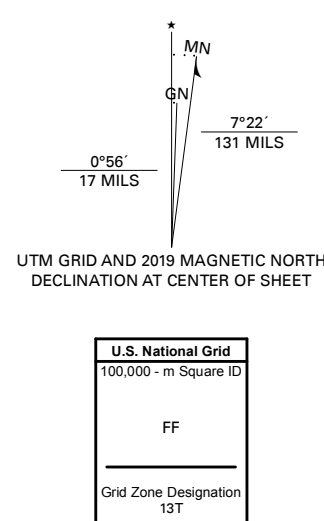 ★
MN
GN
7°22´
131 MILS
0°56´
17 MILS
UTM GRID AND 2019 MAGNETIC NORTH
DECLINATION AT CENTER OF SHEET
U.S. National Grid
100,000 - m Square ID
FF
Grid Zone Designation
13T